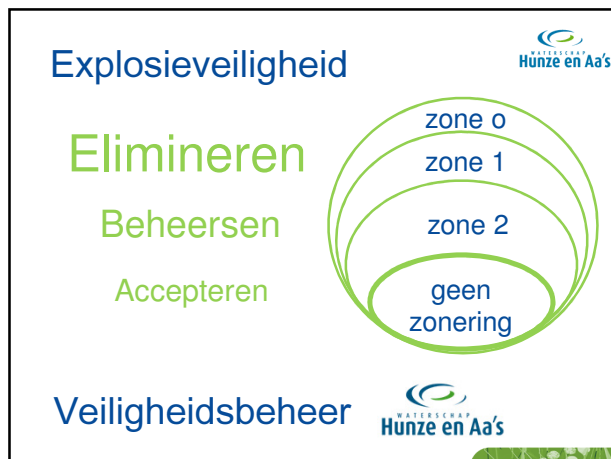 Explosieveiligheid
WATERSCHAP
Hunze en Aa's
Elimineren
Beheersen
Accepteren
zone o
zone 1
zone 2
geen
zonering
Veiligheidsbeheer
WATERSCHAP
Hunze en Aa's